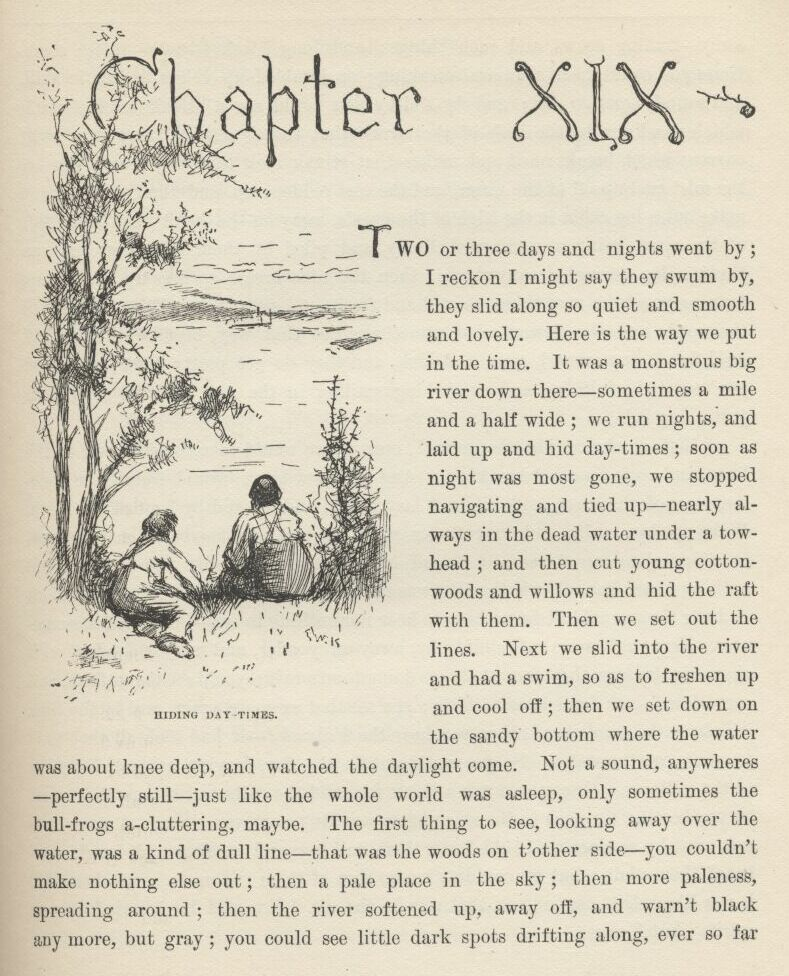 Chapter XIX
TWO or three days and nights went by ;
I reckon I might say they swum by,
they slid along so quiet and smooth
and lovely. Here is the way we put
in the time. It was a monstrous big
river down there—sometimes a mile
and a half wide ; we run nights, and
laid up and hid day-times ; soon as
night was most gone, we stopped
navigating and tied up—nearly al-
ways in the dead water under a tow-
head ; and then cut young cotton-
woods and willows and hid the raft
with them. Then we set out the
lines. Next we slid into the river
and had a swim, so as to freshen up
and cool off ; then we set down on
the sandy bottom where the water
HIDING DAY-TIMES.
was about knee deep, and watched the daylight come. Not a sound, anywheres
—perfectly still—just like the whole world was asleep, only sometimes the
bull-frogs a-cluttering, maybe. The first thing to see, looking away over the
water, was a kind of dull line—that was the woods on t'other side—you couldn't
make nothing else out ; then a pale place in the sky ; then more paleness,
spreading around ; then the river softened up, away off, and warn't black
any more, but gray ; you could see little dark spots drifting along, ever so far